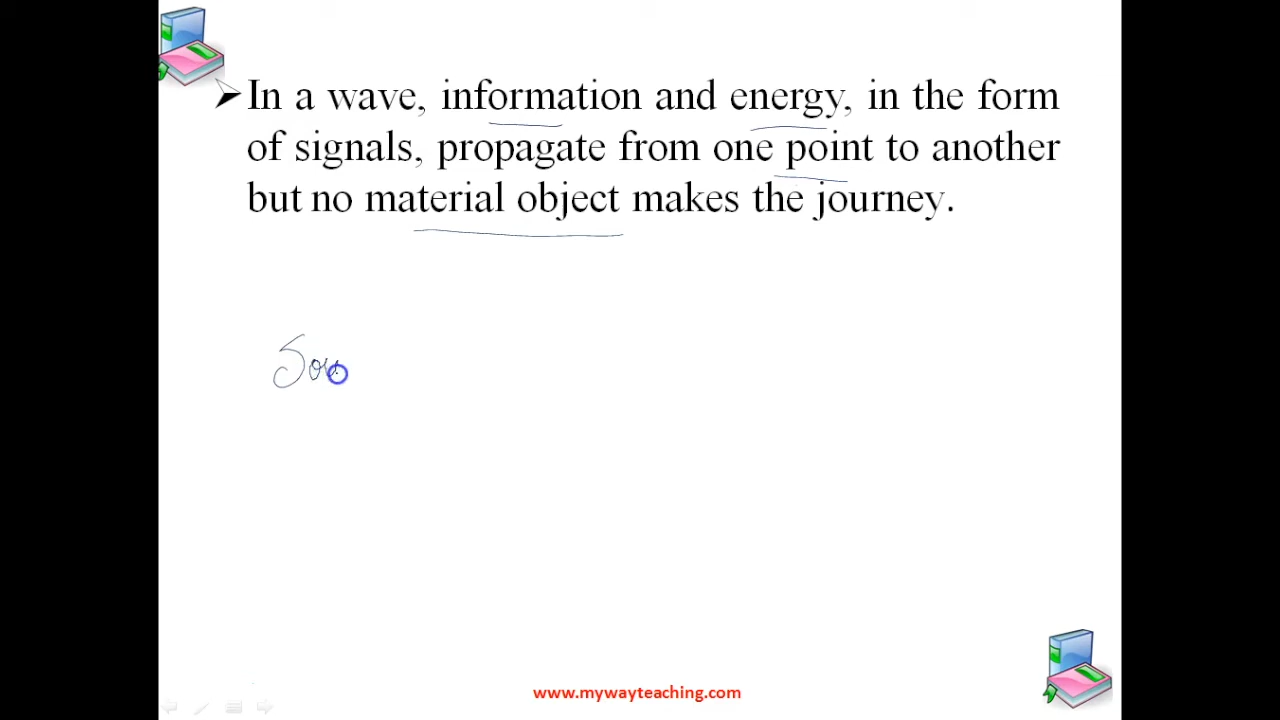 ➢In a wave, information and energy, in the form
of signals, propagate from one point to another
but no material object makes the journey.
Sou
www.mywayteaching.com